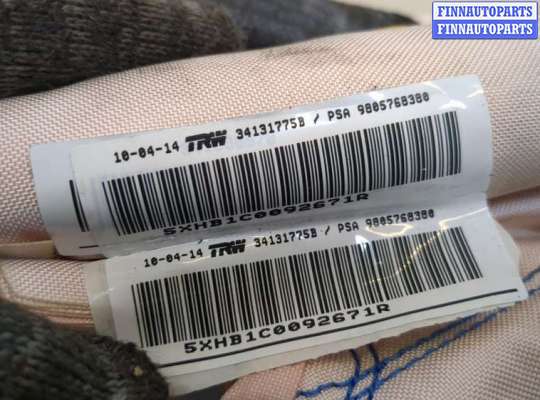 FINNAUTOPARTS
FINNAUTOPARTS
10-04-14 TRW 34131775B / PSA 9805768380
5XHB1C0092671R
10-04-14 TRW 34131775B / PSA 9805768380
5XHB1C0092671R